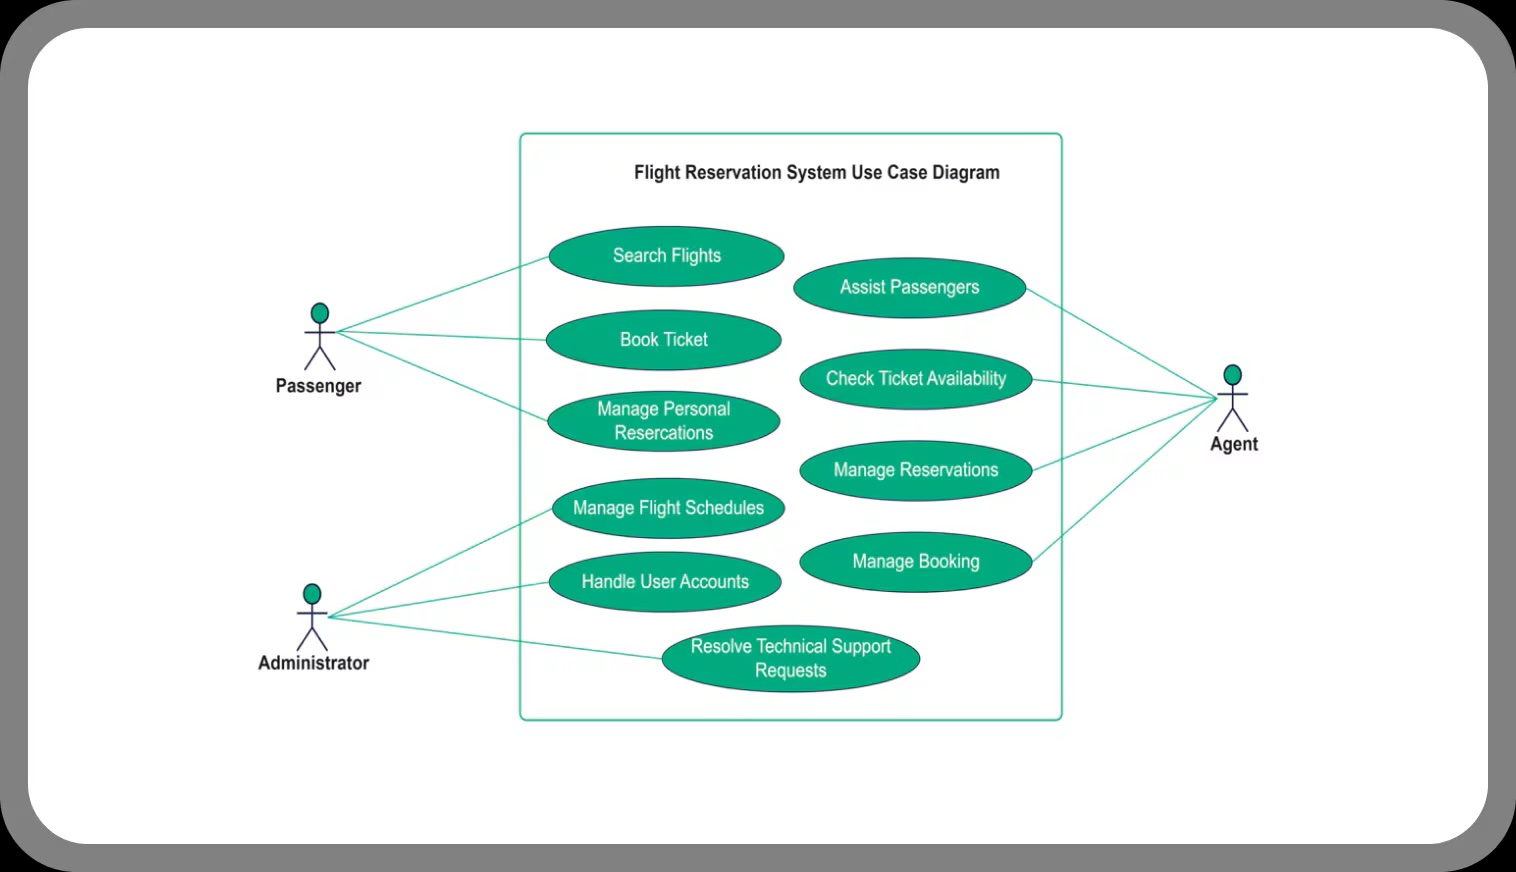 Flight Reservation System Use Case Diagram
Search Flights
Assist Passengers
Book Ticket
Passenger
Check Ticket Availability
Manage Personal
Resercations
Agent
Manage Reservations
Manage Flight Schedules
Manage Booking
Handle User Accounts
Administrator
Resolve Technical Support
Requests